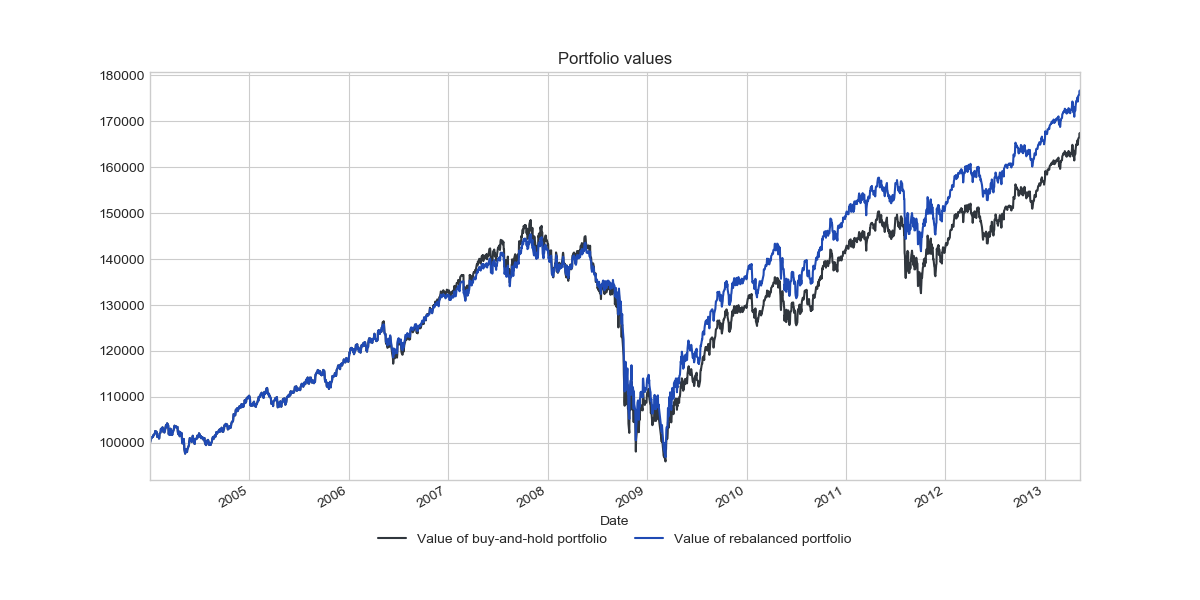 Portfolio values
180000
170000
160000
150000
140000
130000
120000
110000
100000
2005 2006 2007 2008 2009 2010 2011 2012 2013
Date
Value of buy-and-hold portfolio Value of rebalanced portfolio